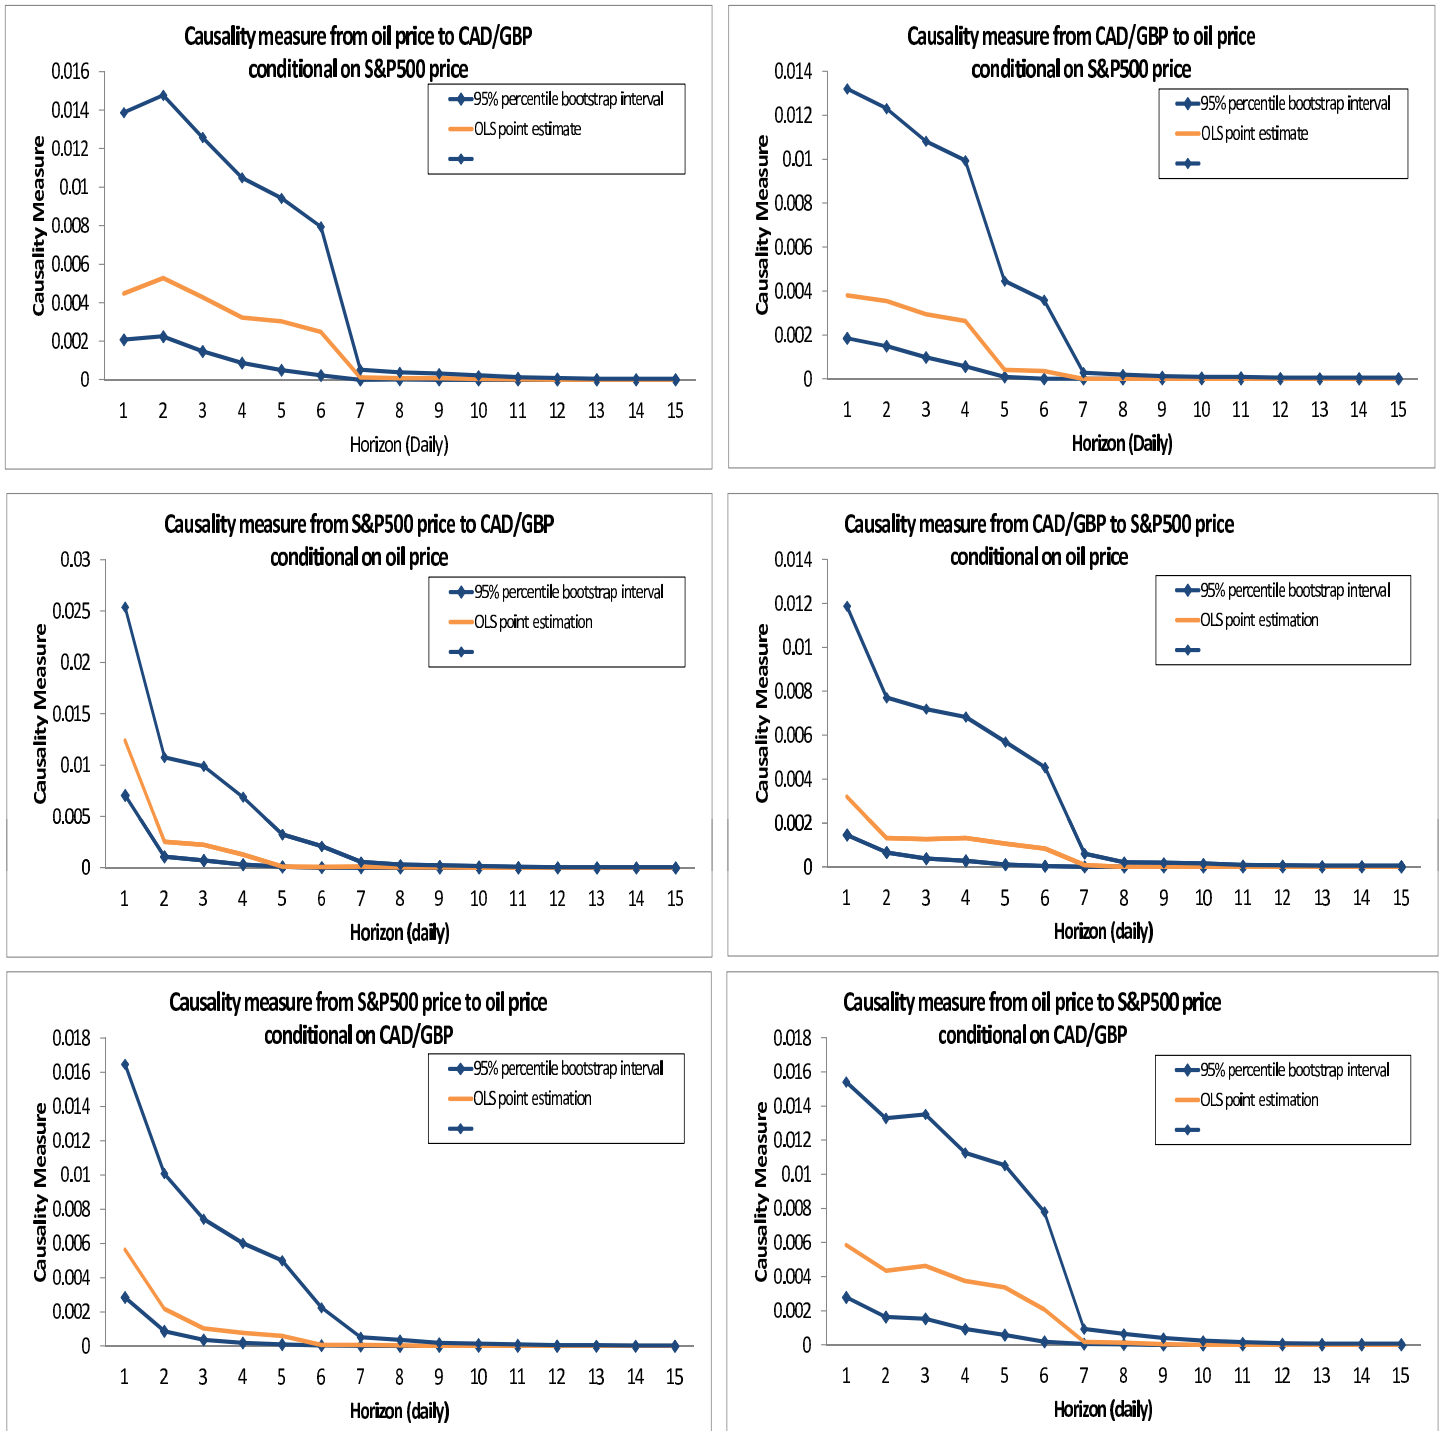 Causality measure from oil price to CAD/GBP
conditional on S&P500 price
0.016
0.014
0.012
0.01
0.008
0.006
0.004
0.002
0
Causality Measure
95% percentile bootstrap interval
OLS point estimate
1 2 3 4 5 6 7 8 9 10 11 12 13 14 15
Horizon (Daily)
Causality measure from CAD/GBP to oil price
conditional on S&P500 price
0.014
0.012
0.01
0.008
0.006
0.004
0.002
0
Causality Measure
95% percentile bootstrap interval
OLS point estimate
1 2 3 4 5 6 7 8 9 10 11 12 13 14 15
Horizon (Daily)
Causality measure from S&P500 price to CAD/GBP
conditional on oil price
0.03
0.025
0.02
0.015
0.01
0.005
0
Causality Measure
95% percentile bootstrap interval
OLS point estimation
1 2 3 4 5 6 7 8 9 10 11 12 13 14 15
Horizon (daily)
Causality measure from CAD/GBP to S&P500 price
conditional on oil price
0.014
0.012
0.01
0.008
0.006
0.004
0.002
0
Causality Measure
95% percentile bootstrap interval
OLS point estimation
1 2 3 4 5 6 7 8 9 10 11 12 13 14 15
Horizon (daily)
Causality measure from S&P500 price to oil price
conditional on CAD/GBP
0.018
0.016
0.014
0.012
0.01
0.008
0.006
0.004
0.002
0
Causality Measure
95% percentile bootstrap interval
OLS point estimation
1 2 3 4 5 6 7 8 9 10 11 12 13 14 15
Horizon (daily)
Causality measure from oil price to S&P500 price
conditional on CAD/GBP
0.018
0.016
0.014
0.012
0.01
0.008
0.006
0.004
0.002
0
Causality Measure
95% percentile bootstrap interval
OLS point estimation
1 2 3 4 5 6 7 8 9 10 11 12 13 14 15
Horizon (daily)